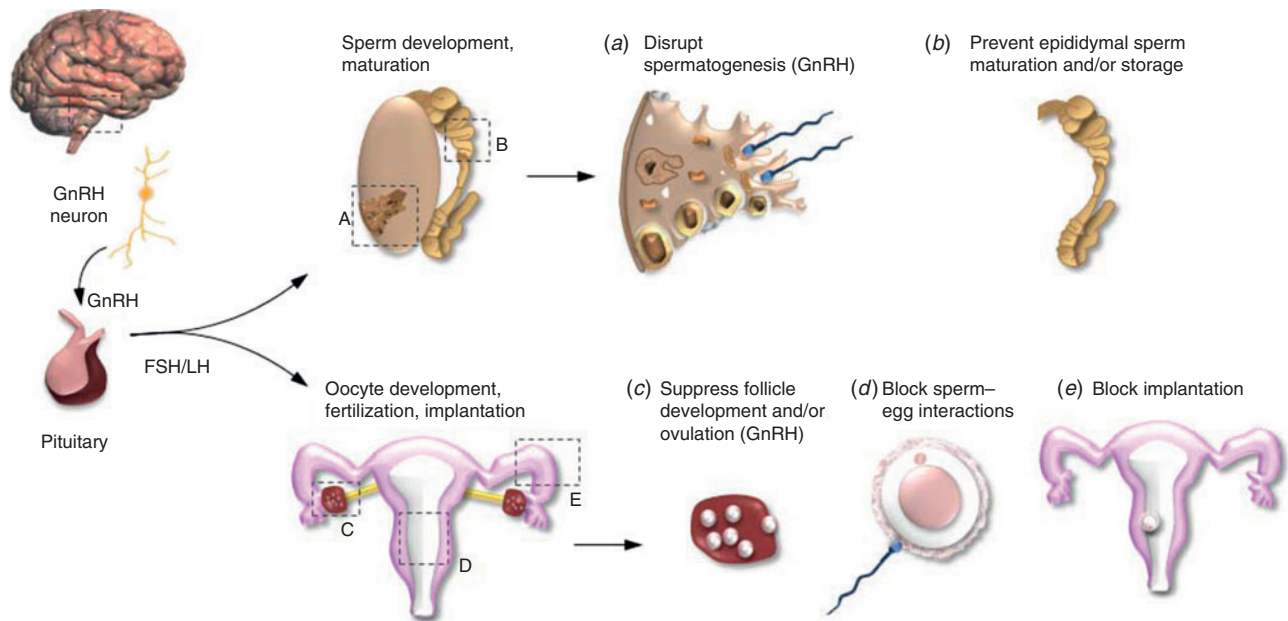 Sperm development,
maturation
(a) Disrupt
spermatogenesis (GnRH)
(b) Prevent epididymal sperm
maturation and/or storage
B
A
GnRH
neuron
GnRH
FSH/LH
Pituitary
Oocyte development,
fertilization, implantation
(c) Suppress follicle
development and/or
ovulation (GnRH)
(d) Block sperm–
egg interactions
(e) Block implantation
E
C
D